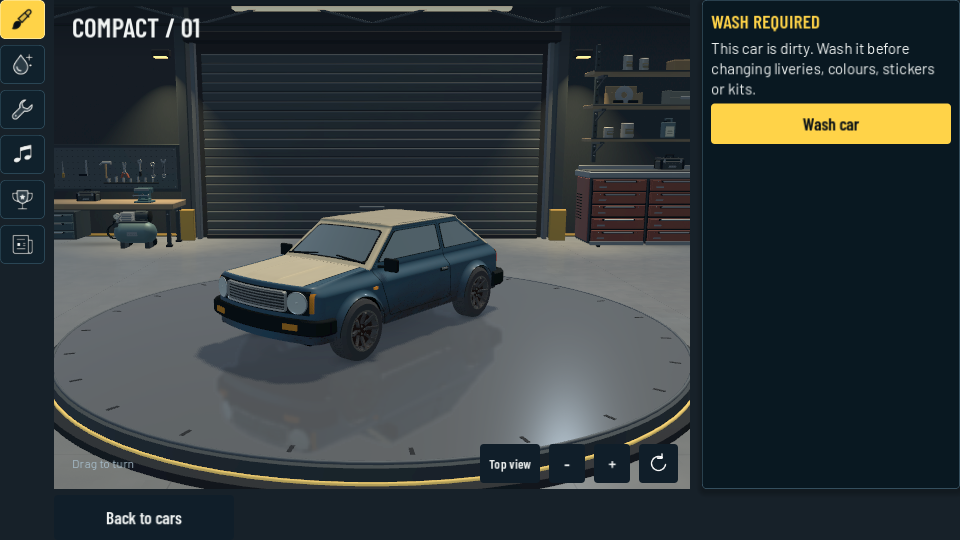 COMPACT / 01
WASH REQUIRED
This car is dirty. Wash it before
changing liveries, colours, stickers
or kits.
Wash car
Drag to turn
Top view
-
+
Back to cars